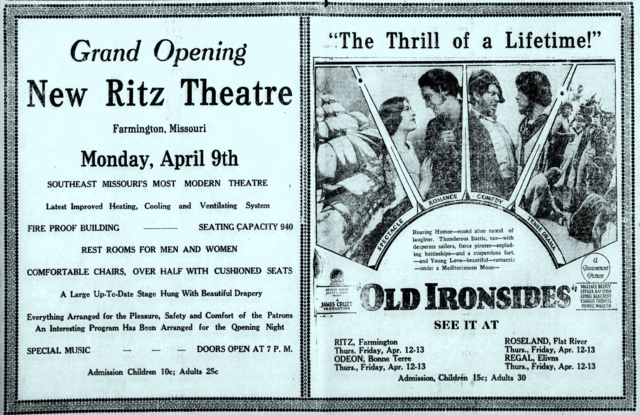 Grand Opening
New Ritz Theatre
Farmington, Missouri
Monday, April 9th
SOUTHEAST MISSOURI'S MOST MODERN THEATRE
Latest Improved Heating, Cooling and Ventilating System
FIRE PROOF BUILDING — SEATING CAPACITY 940
REST ROOMS FOR MEN AND WOMEN
COMFORTABLE CHAIRS, OVER HALF WITH CUSHIONED SEATS
A Large Up-To-Date Stage Hung With Beautiful Drapery
Everything Arranged for the Pleasure, Safety and Comfort of the Patrons
An Interesting Program Has Been Arranged for the Opening Night
SPECIAL MUSIC — — DOORS OPEN AT 7 P. M.
Admission Children 10c; Adults 25c
"The Thrill of a Lifetime!"
SPECTACLE ROMANCE COMEDY
Roaring Humor—round after round of
laughter. Thunderous Battle, too—with
desperate sailors, fierce pirates—explod-
ing battleships—and a stupendous fort.
—and Young Love—beautiful—romantic
—under a Mediterranean Moon—
a
Paramount
Picture
JAMES CRUZE
PRODUCTION
"OLD IRONSIDES"
WALLACE BEERY
SEE IT AT
RITZ, Farmington
Thurs. Friday, Apr. 12-13
ODEON, Bonne Terre
Thurs., Friday, Apr. 12-13
ROSELAND, Flat River
Thurs., Friday, Apr. 12-13
REGAL, Elvins
Thurs., Friday, Apr. 12-13
Admission, Children 15c; Adults 30